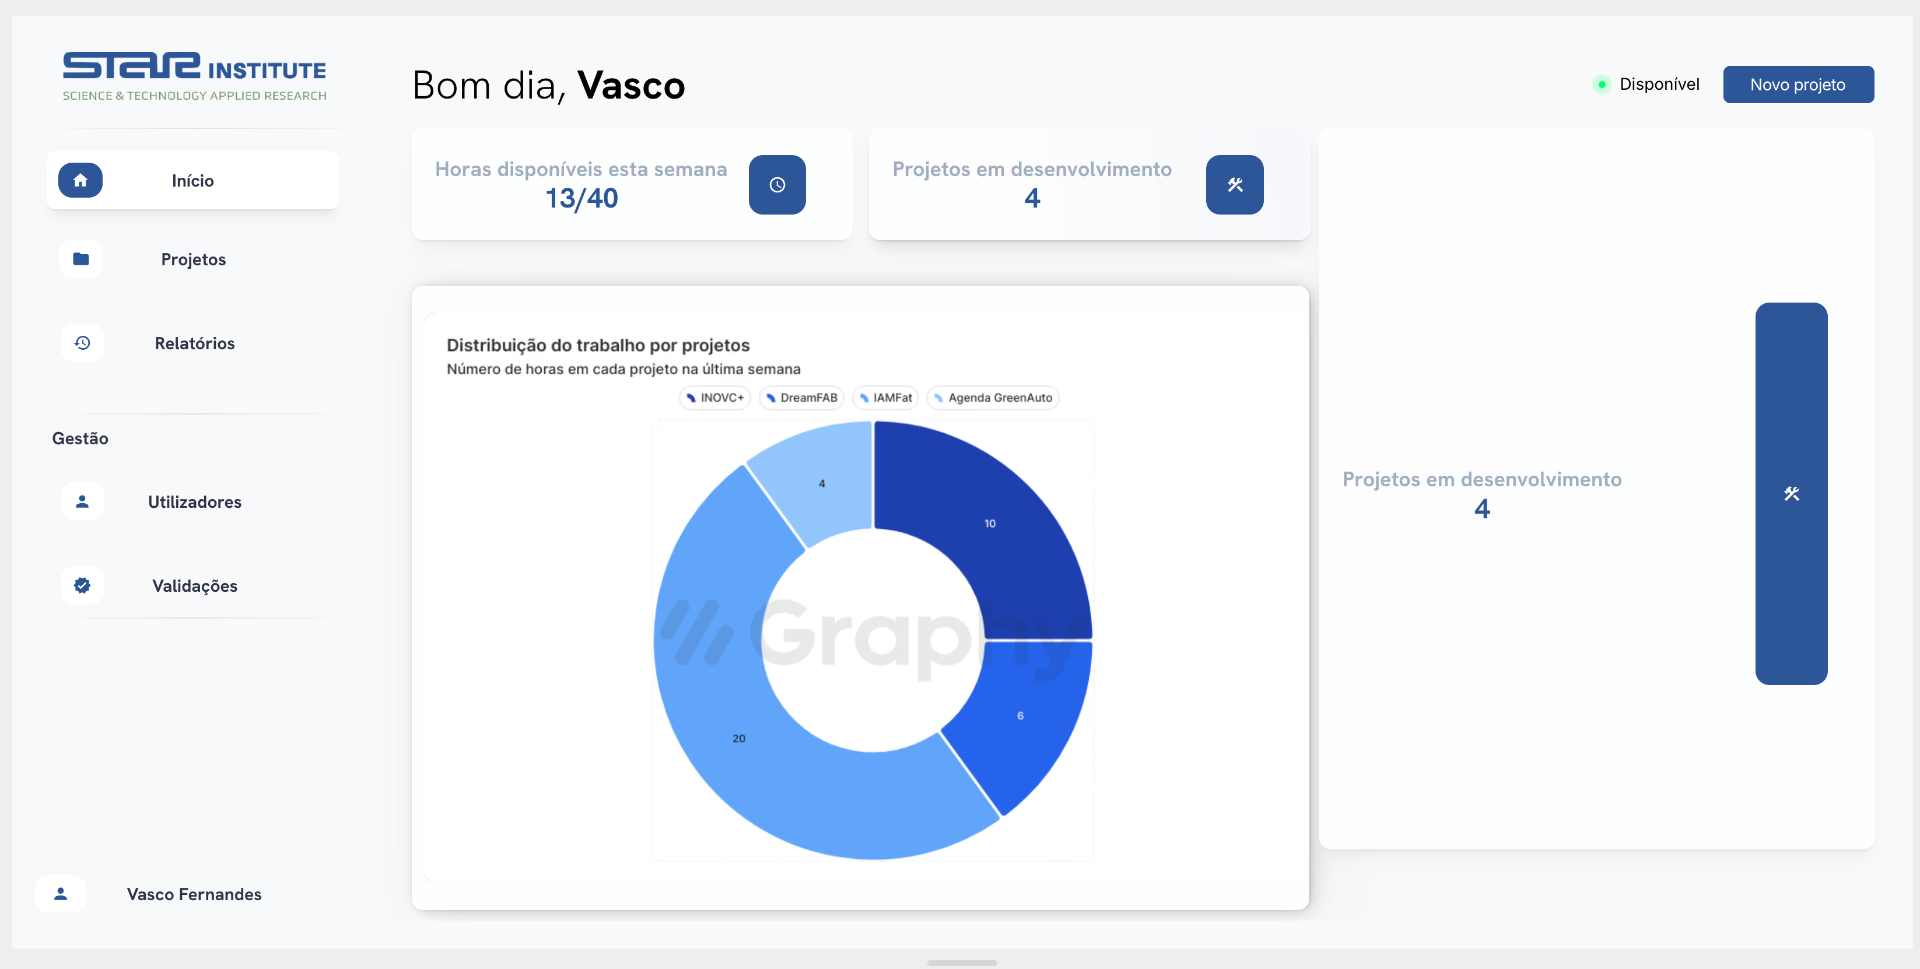 STAR INSTITUTE
SCIENCE & TECHNOLOGY APPLIED RESEARCH
Início
Projetos
Relatórios
Gestão
Utilizadores
Validações
Vasco Fernandes
Bom dia, Vasco
Disponível
Novo projeto
Horas disponíveis esta semana
13/40
Projetos em desenvolvimento
4
Distribuição do trabalho por projetos
Número de horas em cada projeto na última semana
INOVC+ DreamFAB IAMFat Agenda GreenAuto
4
10
Graphy
6
20
Projetos em desenvolvimento
4